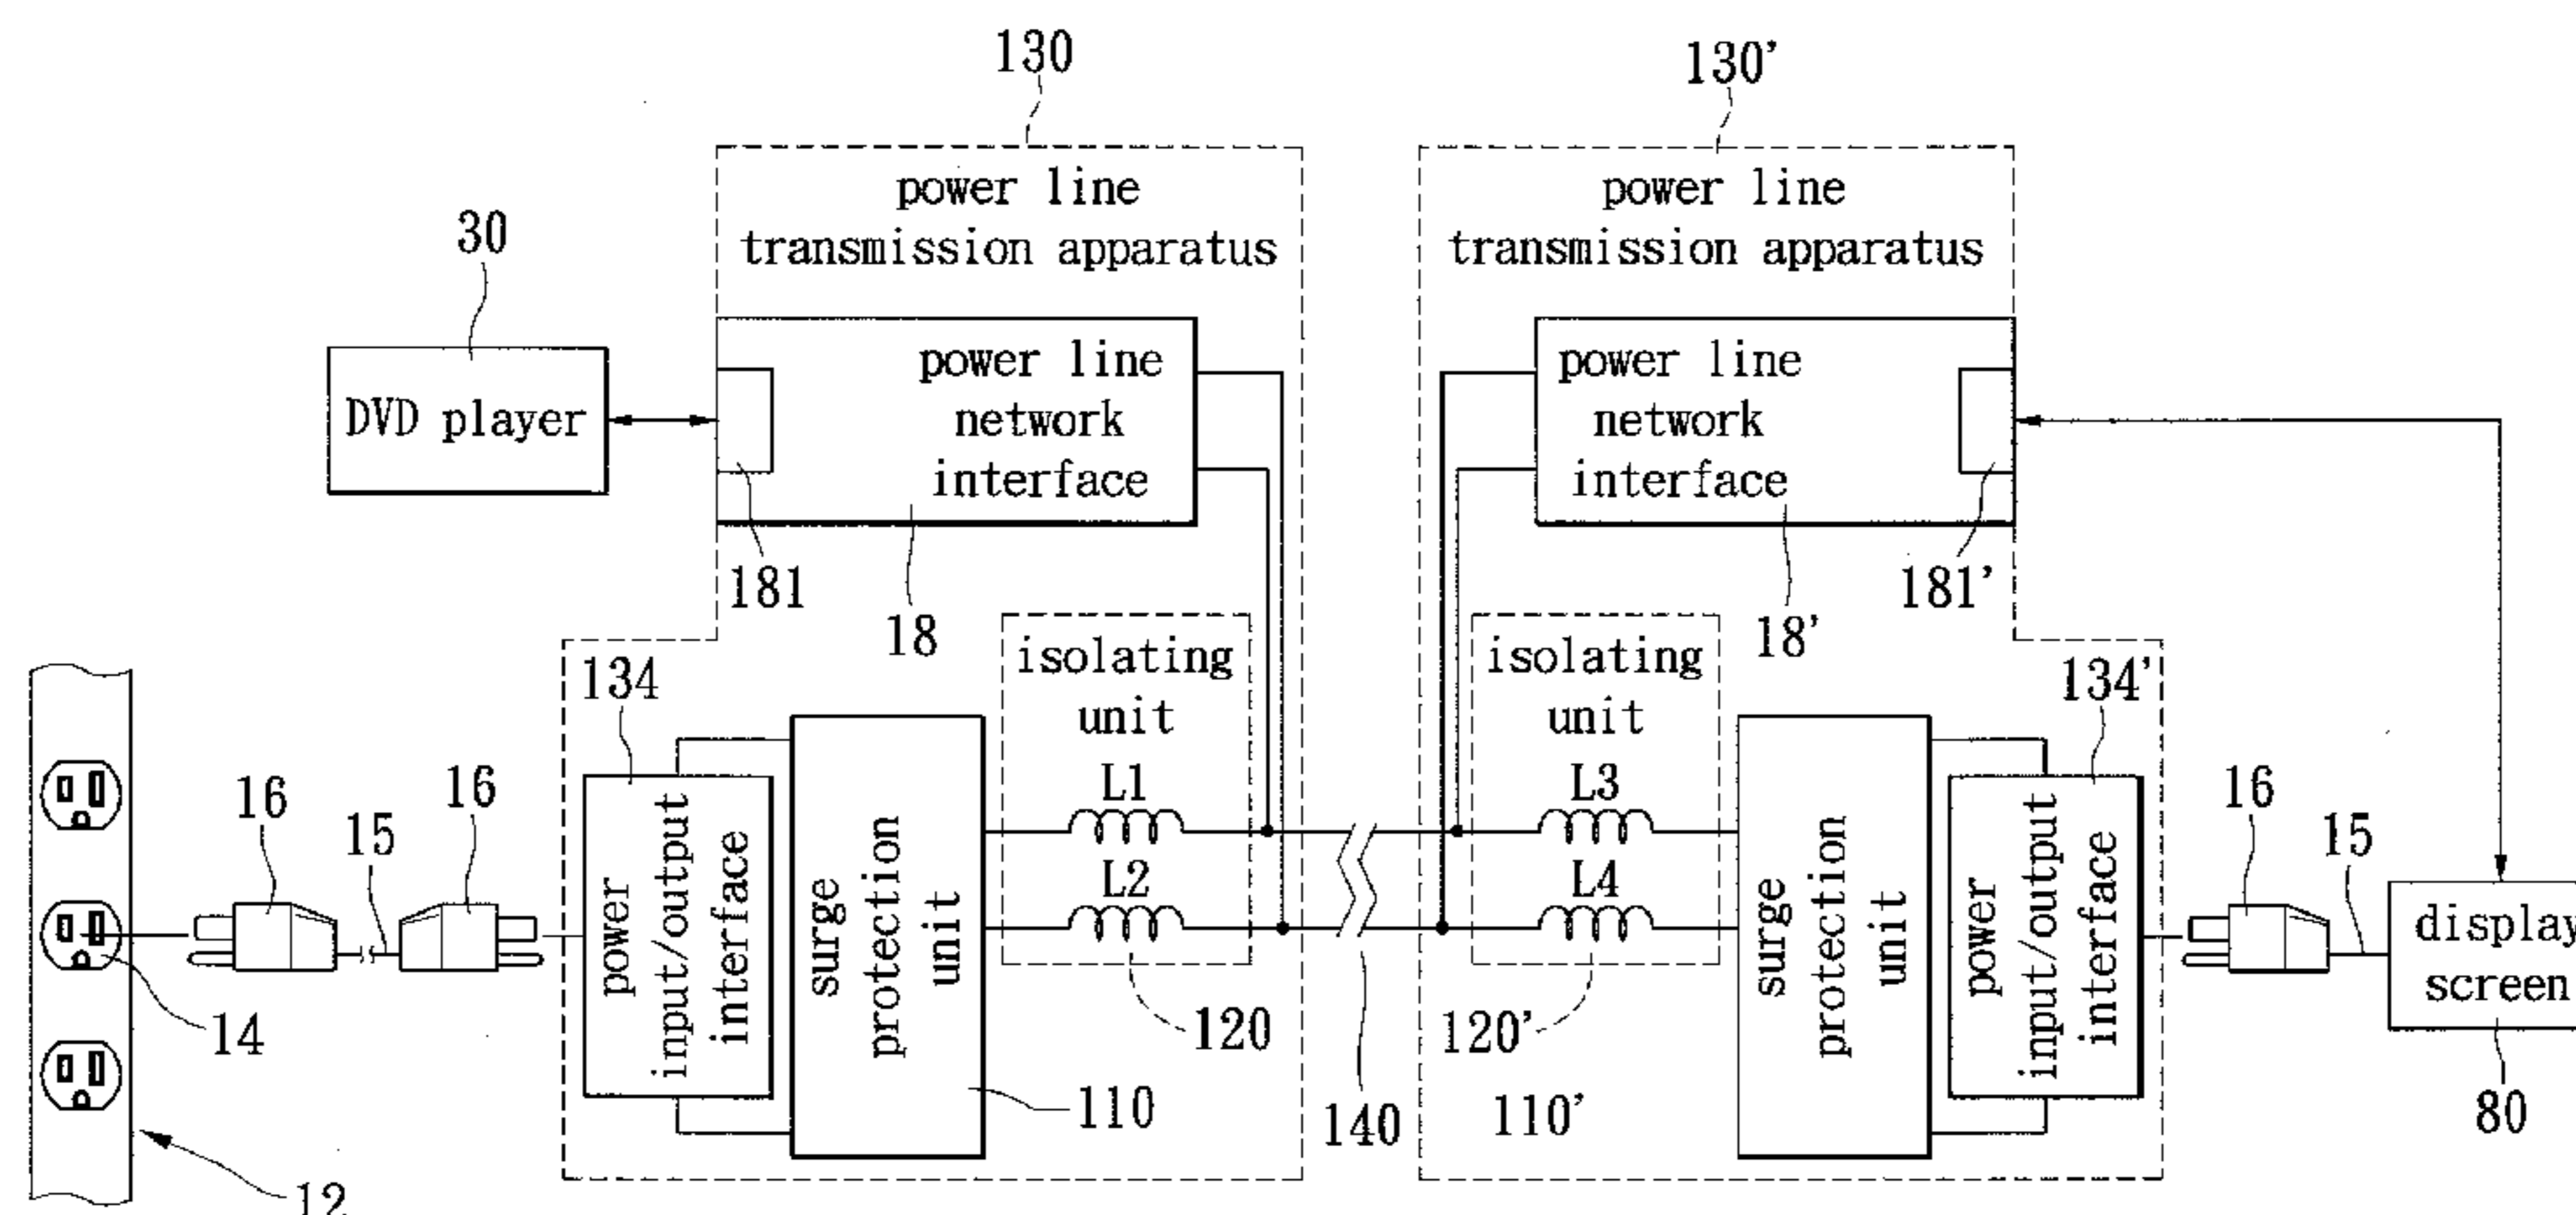 130
130'
power line
transmission apparatus
power line
transmission apparatus
30
DVD player
power line
network
interface
power line
network
interface
181
18
18'
181'
isolating
unit
isolating
unit
134
134'
L1
L2
L3
L4
16
15
16
14
12
power
input/output
interface
surge
protection
unit
120
110
140
120'
110'
surge
protection
unit
power
input/output
interface
16
15
display
screen
80